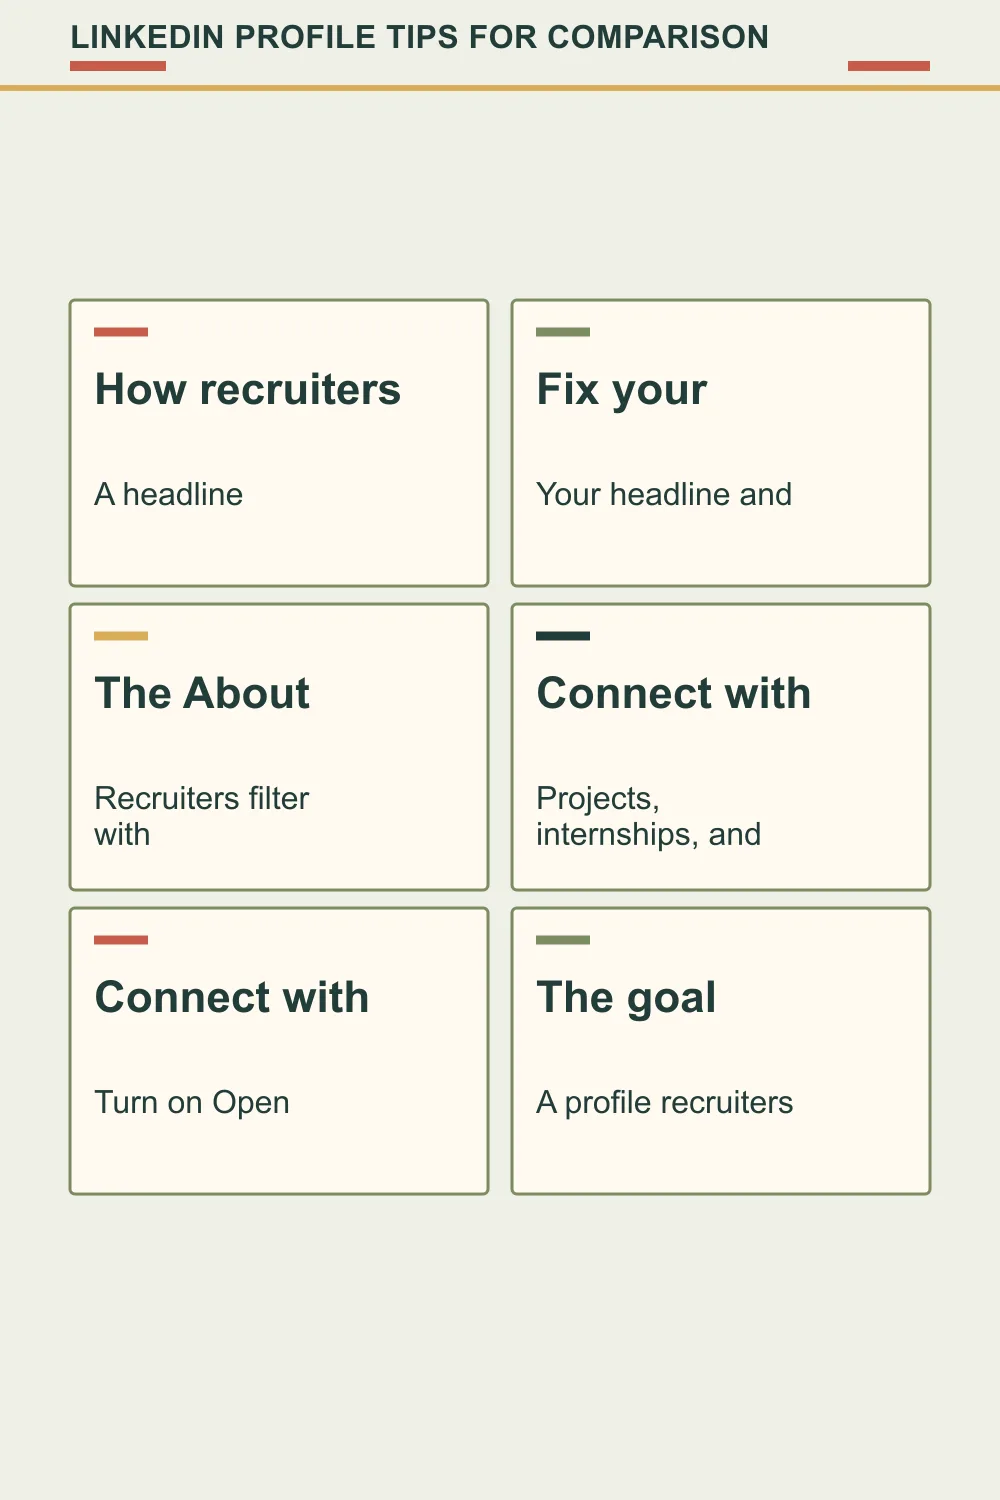 LINKEDIN PROFILE TIPS FOR COMPARISON
How recruiters
A headline
Fix your
Your headline and
The About
Recruiters filter
with
Connect with
Projects,
internships, and
Connect with
Turn on Open
The goal
A profile recruiters